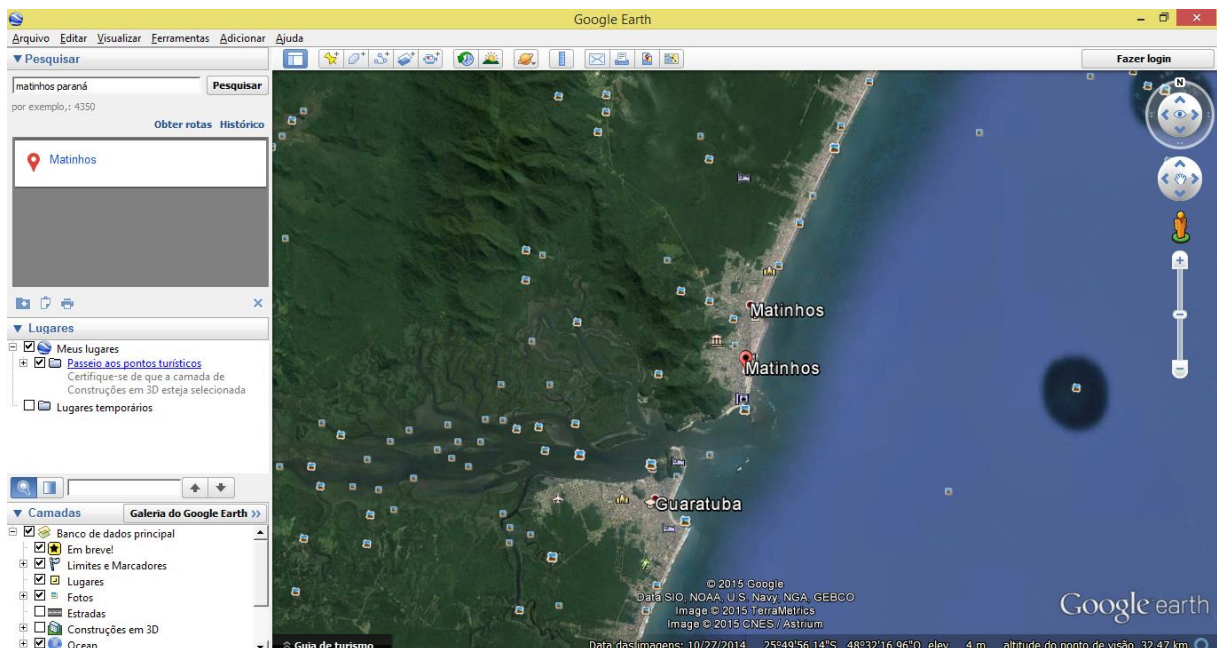 Google Earth
Arquivo Editar Visualizar Ferramentas Adicionar Ajuda
▼ Pesquisar
Fazer login
matinhos paraná
Pesquisar
por exemplo,: 4350
Obter rotas Histórico
Matinhos
▼ Lugares
Meus lugares
Passeio aos pontos turísticos
Certifique-se de que a camada de
Construções em 3D esteja selecionada
Lugares temporários
▼ Camadas
Galeria do Google Earth >>
Banco de dados principal
Em breve!
Limites e Marcadores
Lugares
Fotos
Estradas
Construções em 3D
Ocean
N
Matinhos
Matinhos
Guaratuba
© 2015 Google
Data SIO, NOAA, U.S. Navy, NGA, GEBCO
Image © 2015 TerraMetrics
Image © 2015 CNES / Astrium
Google earth
Guia de turismo
Data das imagens: 10/27/2014 25°49'56.14"S 48°32'16.96"O elev 4 m altitude do ponto de visão 32.47 km